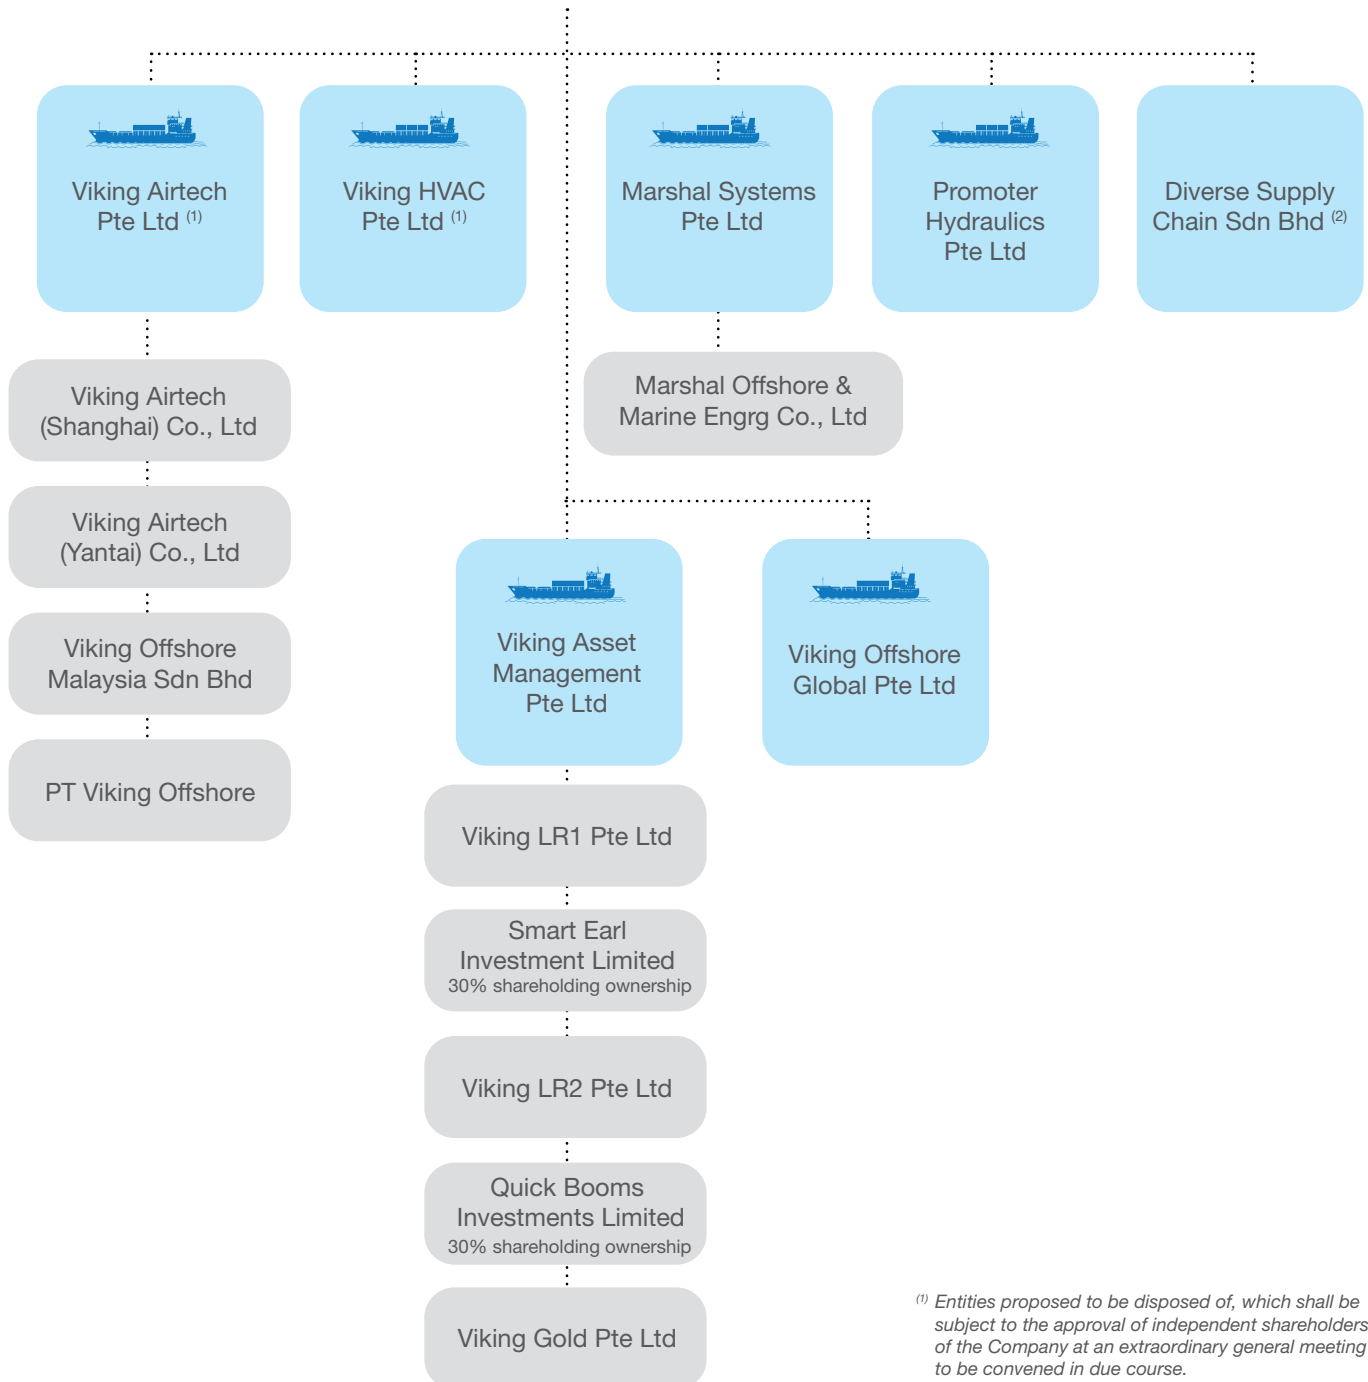 Viking Airtech
Pte Ltd (1)
Viking HVAC
Pte Ltd (1)
Marshal Systems
Pte Ltd
Promoter
Hydraulics
Pte Ltd
Diverse Supply
Chain Sdn Bhd (2)
Viking Airtech
(Shanghai) Co., Ltd
Viking Airtech
(Yantai) Co., Ltd
Viking Offshore
Malaysia Sdn Bhd
PT Viking Offshore
Marshal Offshore &
Marine Engrg Co., Ltd
Viking Asset
Management
Pte Ltd
Viking Offshore
Global Pte Ltd
Viking LR1 Pte Ltd
Smart Earl
Investment Limited
30% shareholding ownership
Viking LR2 Pte Ltd
Quick Booms
Investments Limited
30% shareholding ownership
Viking Gold Pte Ltd
(1) Entities proposed to be disposed of, which shall be
subject to the approval of independent shareholders
of the Company at an extraordinary general meeting
to be convened in due course.